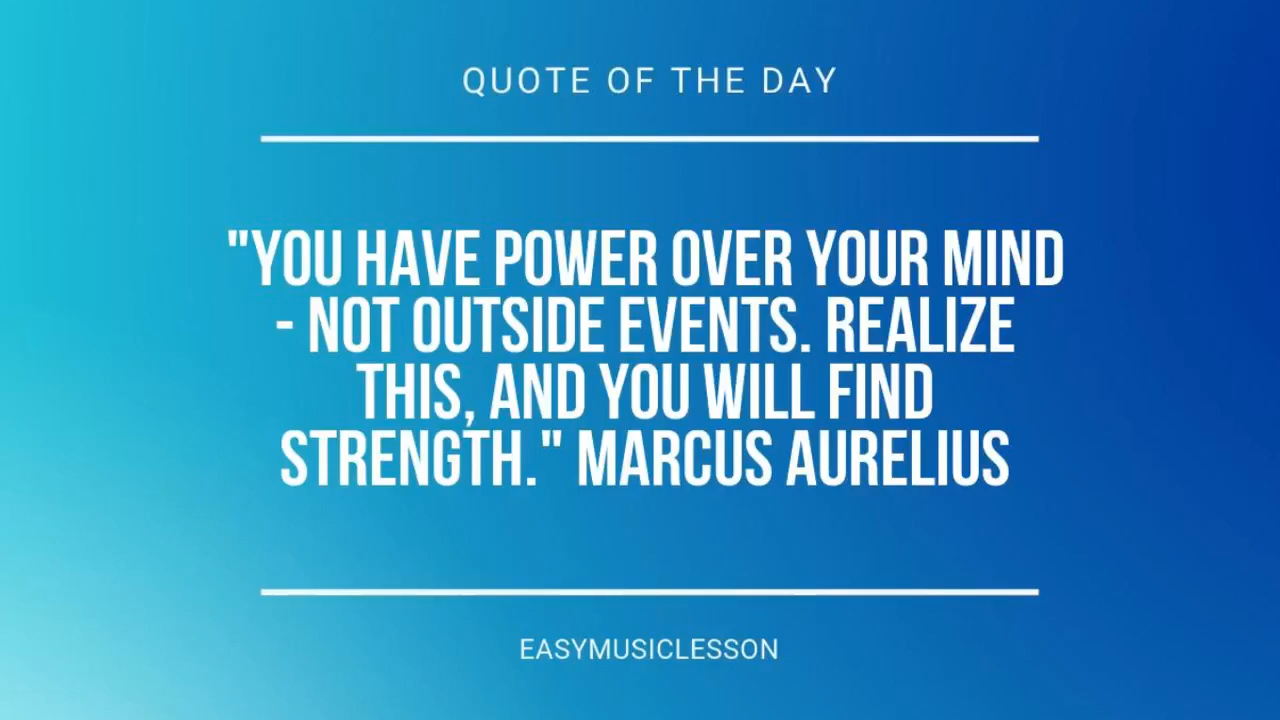 QUOTE OF THE DAY
"YOU HAVE POWER OVER YOUR MIND
- NOT OUTSIDE EVENTS. REALIZE
THIS, AND YOU WILL FIND
STRENGTH." MARCUS AURELIUS
EASYMUSICLESSON